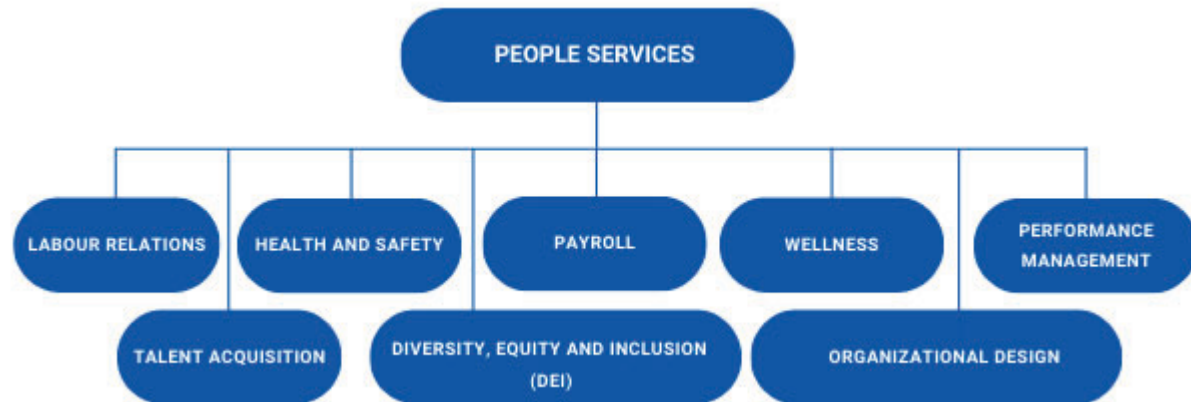 PEOPLE SERVICES
LABOUR RELATIONS
HEALTH AND SAFETY
PAYROLL
WELLNESS
PERFORMANCE
MANAGEMENT
TALENT ACQUISITION
DIVERSITY, EQUITY AND INCLUSION
(DEI)
ORGANIZATIONAL DESIGN